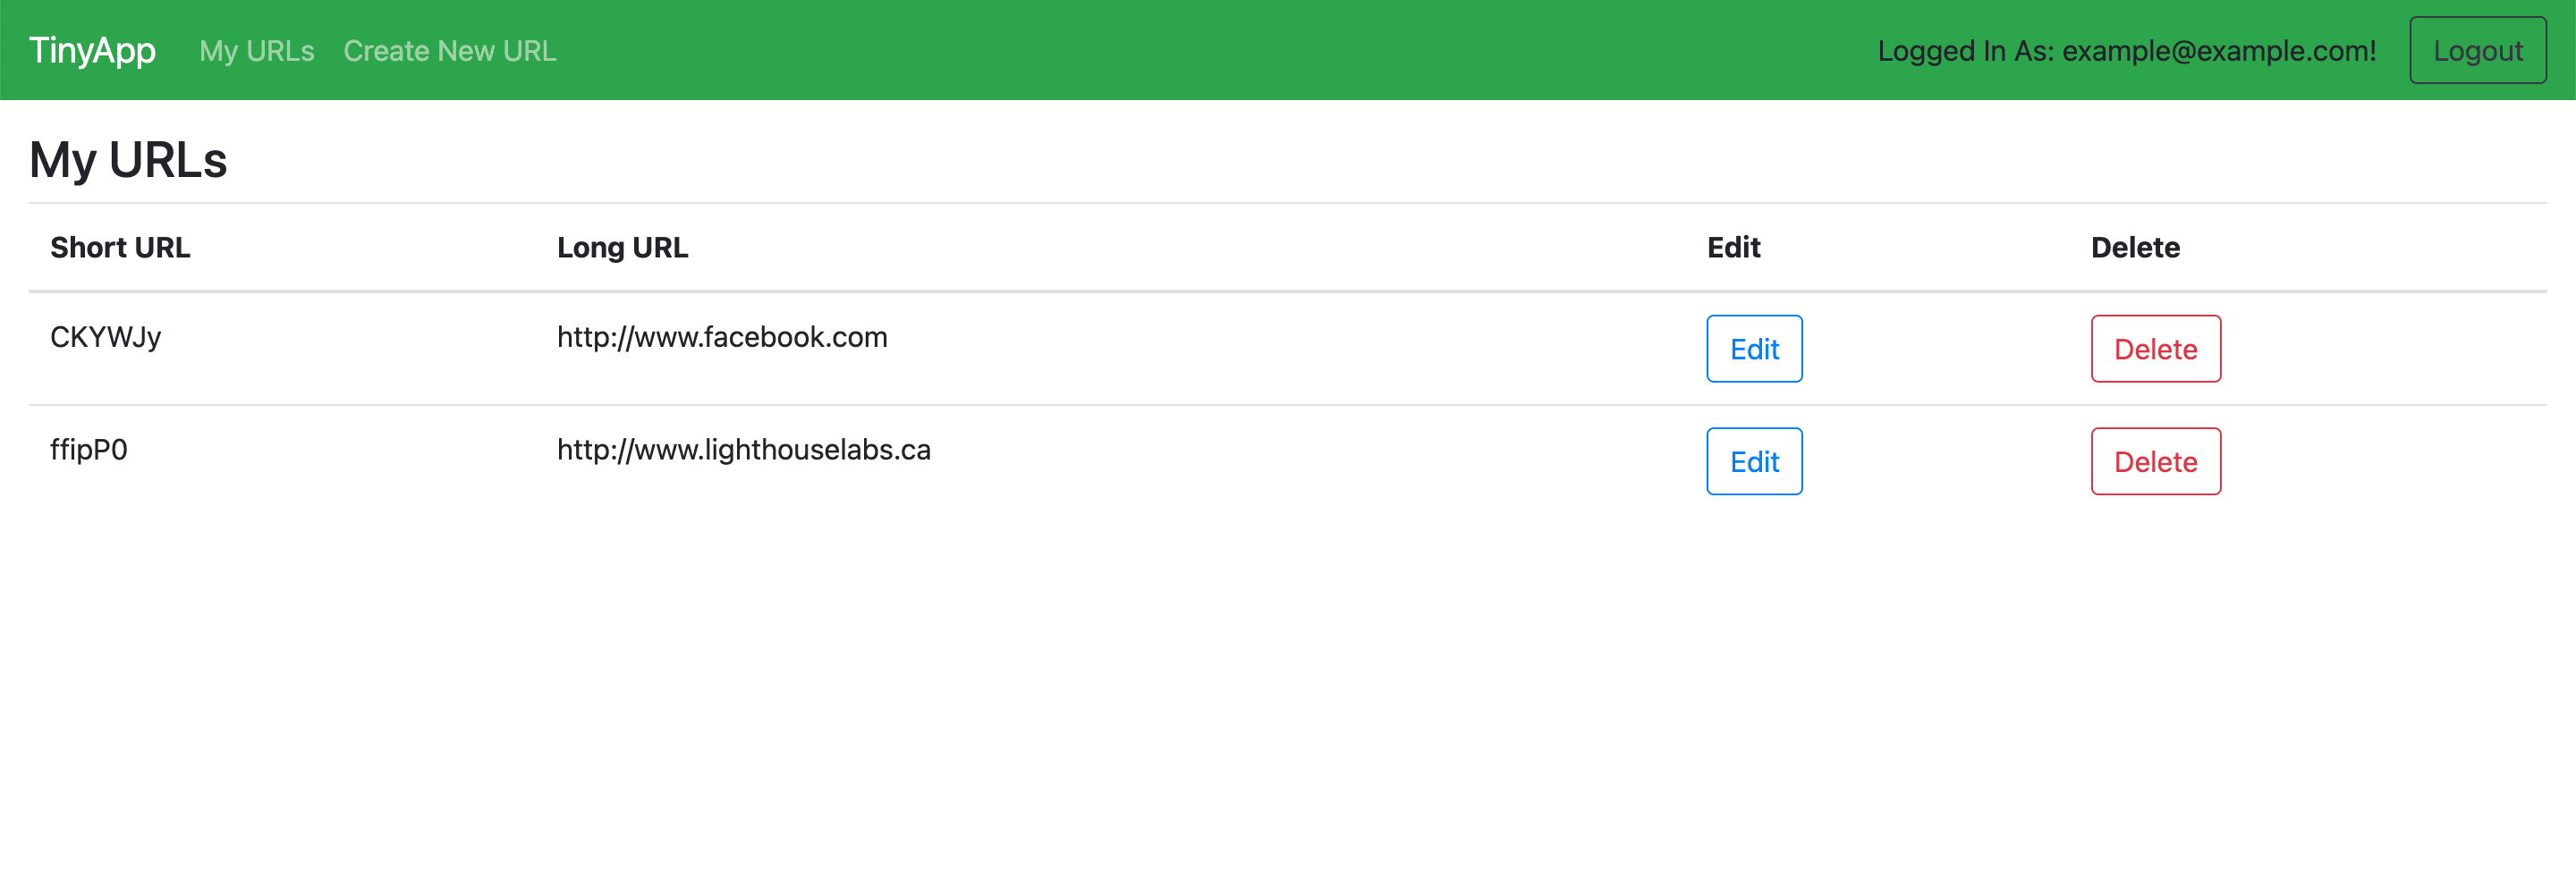 TinyApp My URLs Create New URL Logged In As: example@example.com! Logout
My URLs
Short URL Long URL Edit Delete
CKYWJy http://www.facebook.com Edit Delete
ffipP0 http://www.lighthouselabs.ca Edit Delete